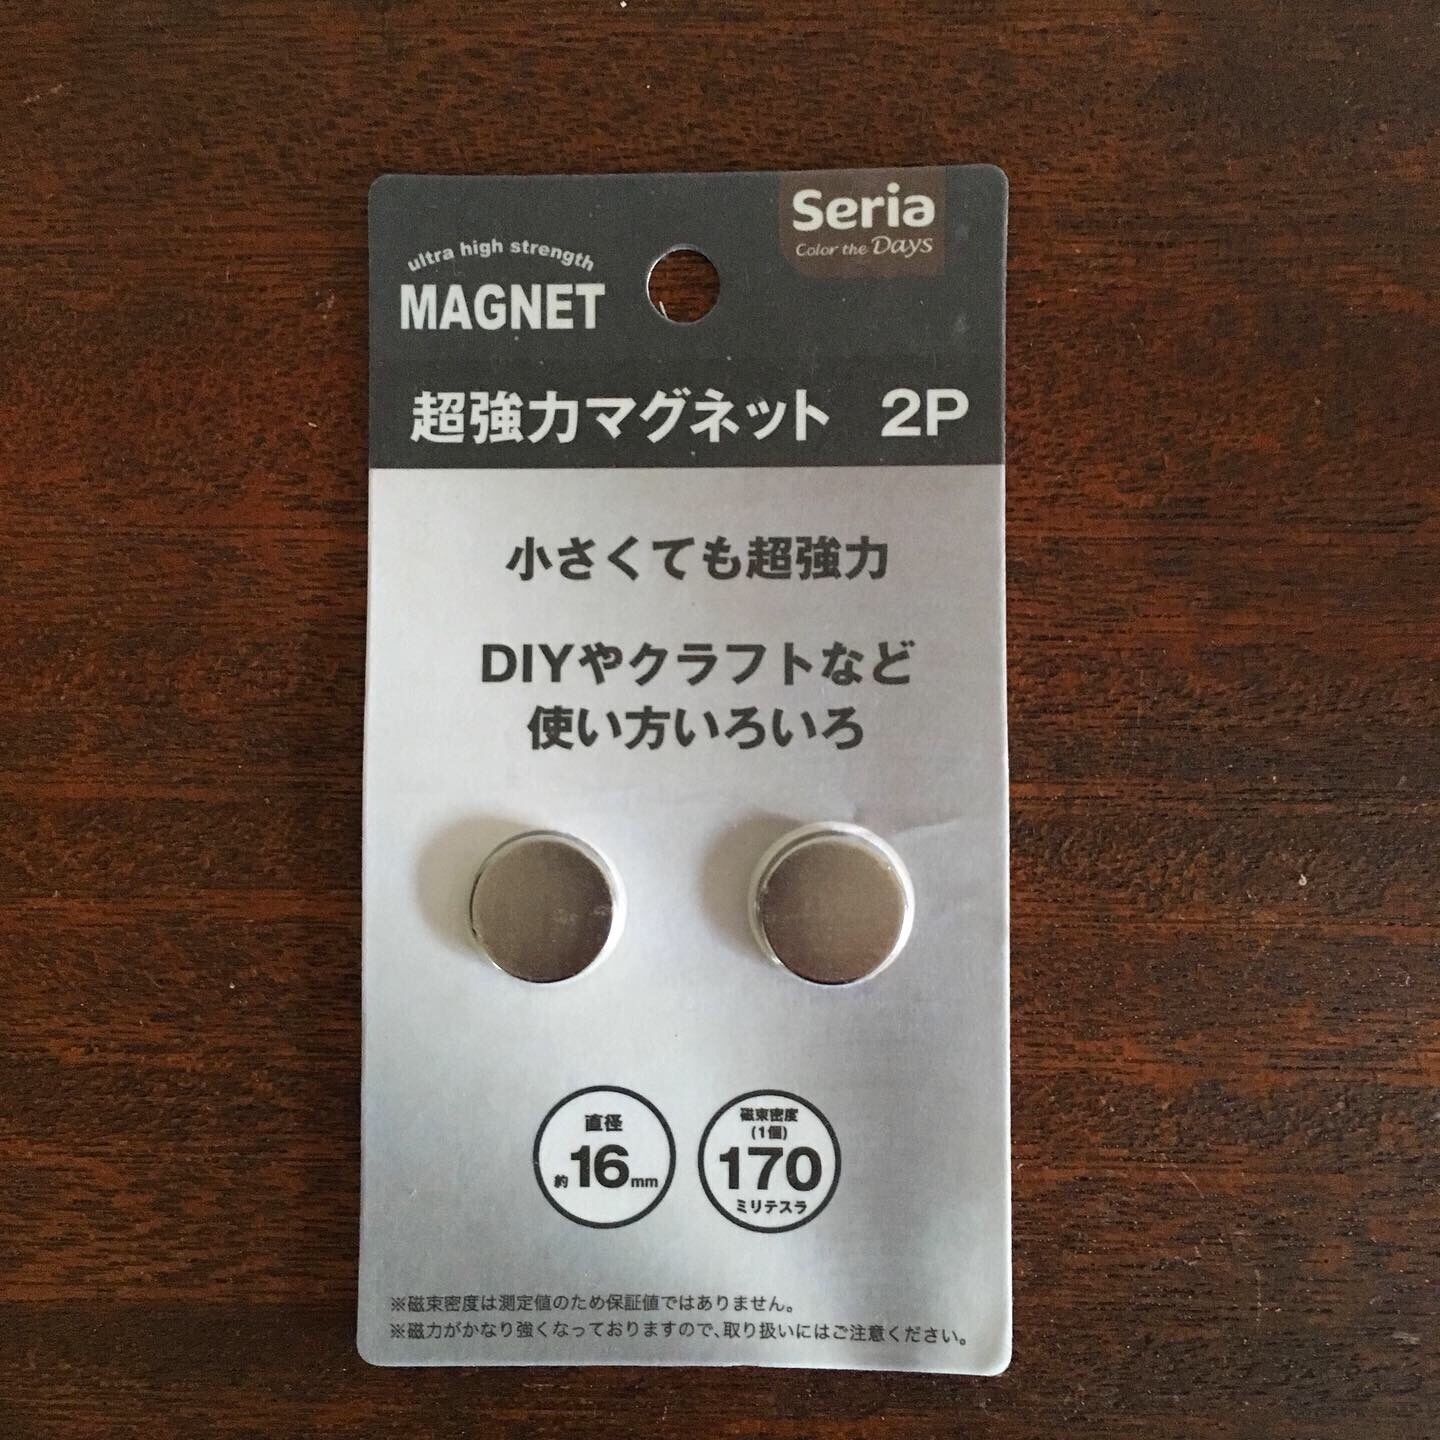 Seria
Color the Days
ultra high strength
MAGNET
超強力マグネット 2P
小さくても超強力
DIYやクラフトなど
使い方いろいろ
直径
約16mm
磁束密度
(1個)
170
ミリテスラ
※磁束密度は測定値のため保証値ではありません。
※磁力がかなり強くなっておりますので、取り扱いにはご注意ください。